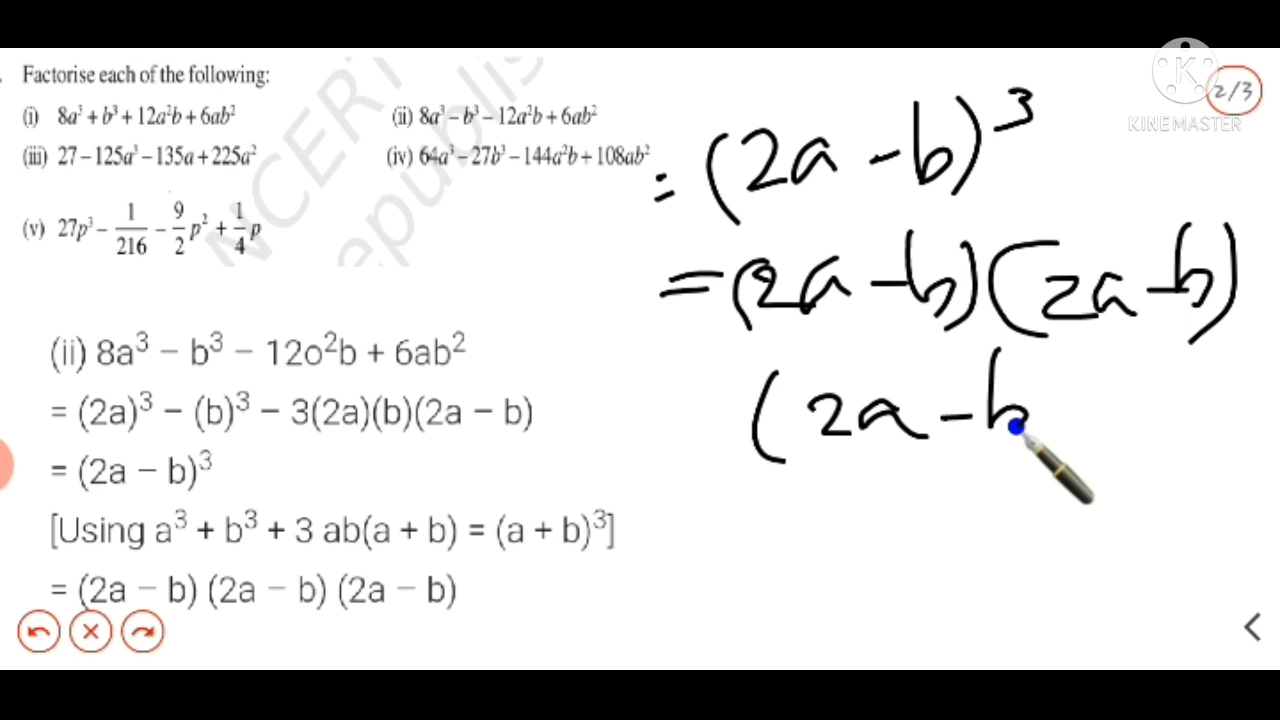 Factorise each of the following:
(i) 8a³ + b³ + 12a²b + 6ab² (ii) 8a³ – b³ – 12a²b + 6ab²
(iii) 27 – 125a³ – 135a + 225a² (iv) 64a³ – 27b³ – 144a²b + 108ab²
(v) 27p³ – 1/216 – 9/2 p² + 1/4 p
(ii) 8a³ – b³ – 12o²b + 6ab²
= (2a)³ – (b)³ – 3(2a)(b)(2a – b)
= (2a – b)³
[Using a³ + b³ + 3 ab(a + b) = (a + b)³]
= (2a – b) (2a – b) (2a – b)
= (2a - b)³
= (2a - b) (2a - b)
(2a - b
2/3
K
KINEMASTER
NCERT
republis